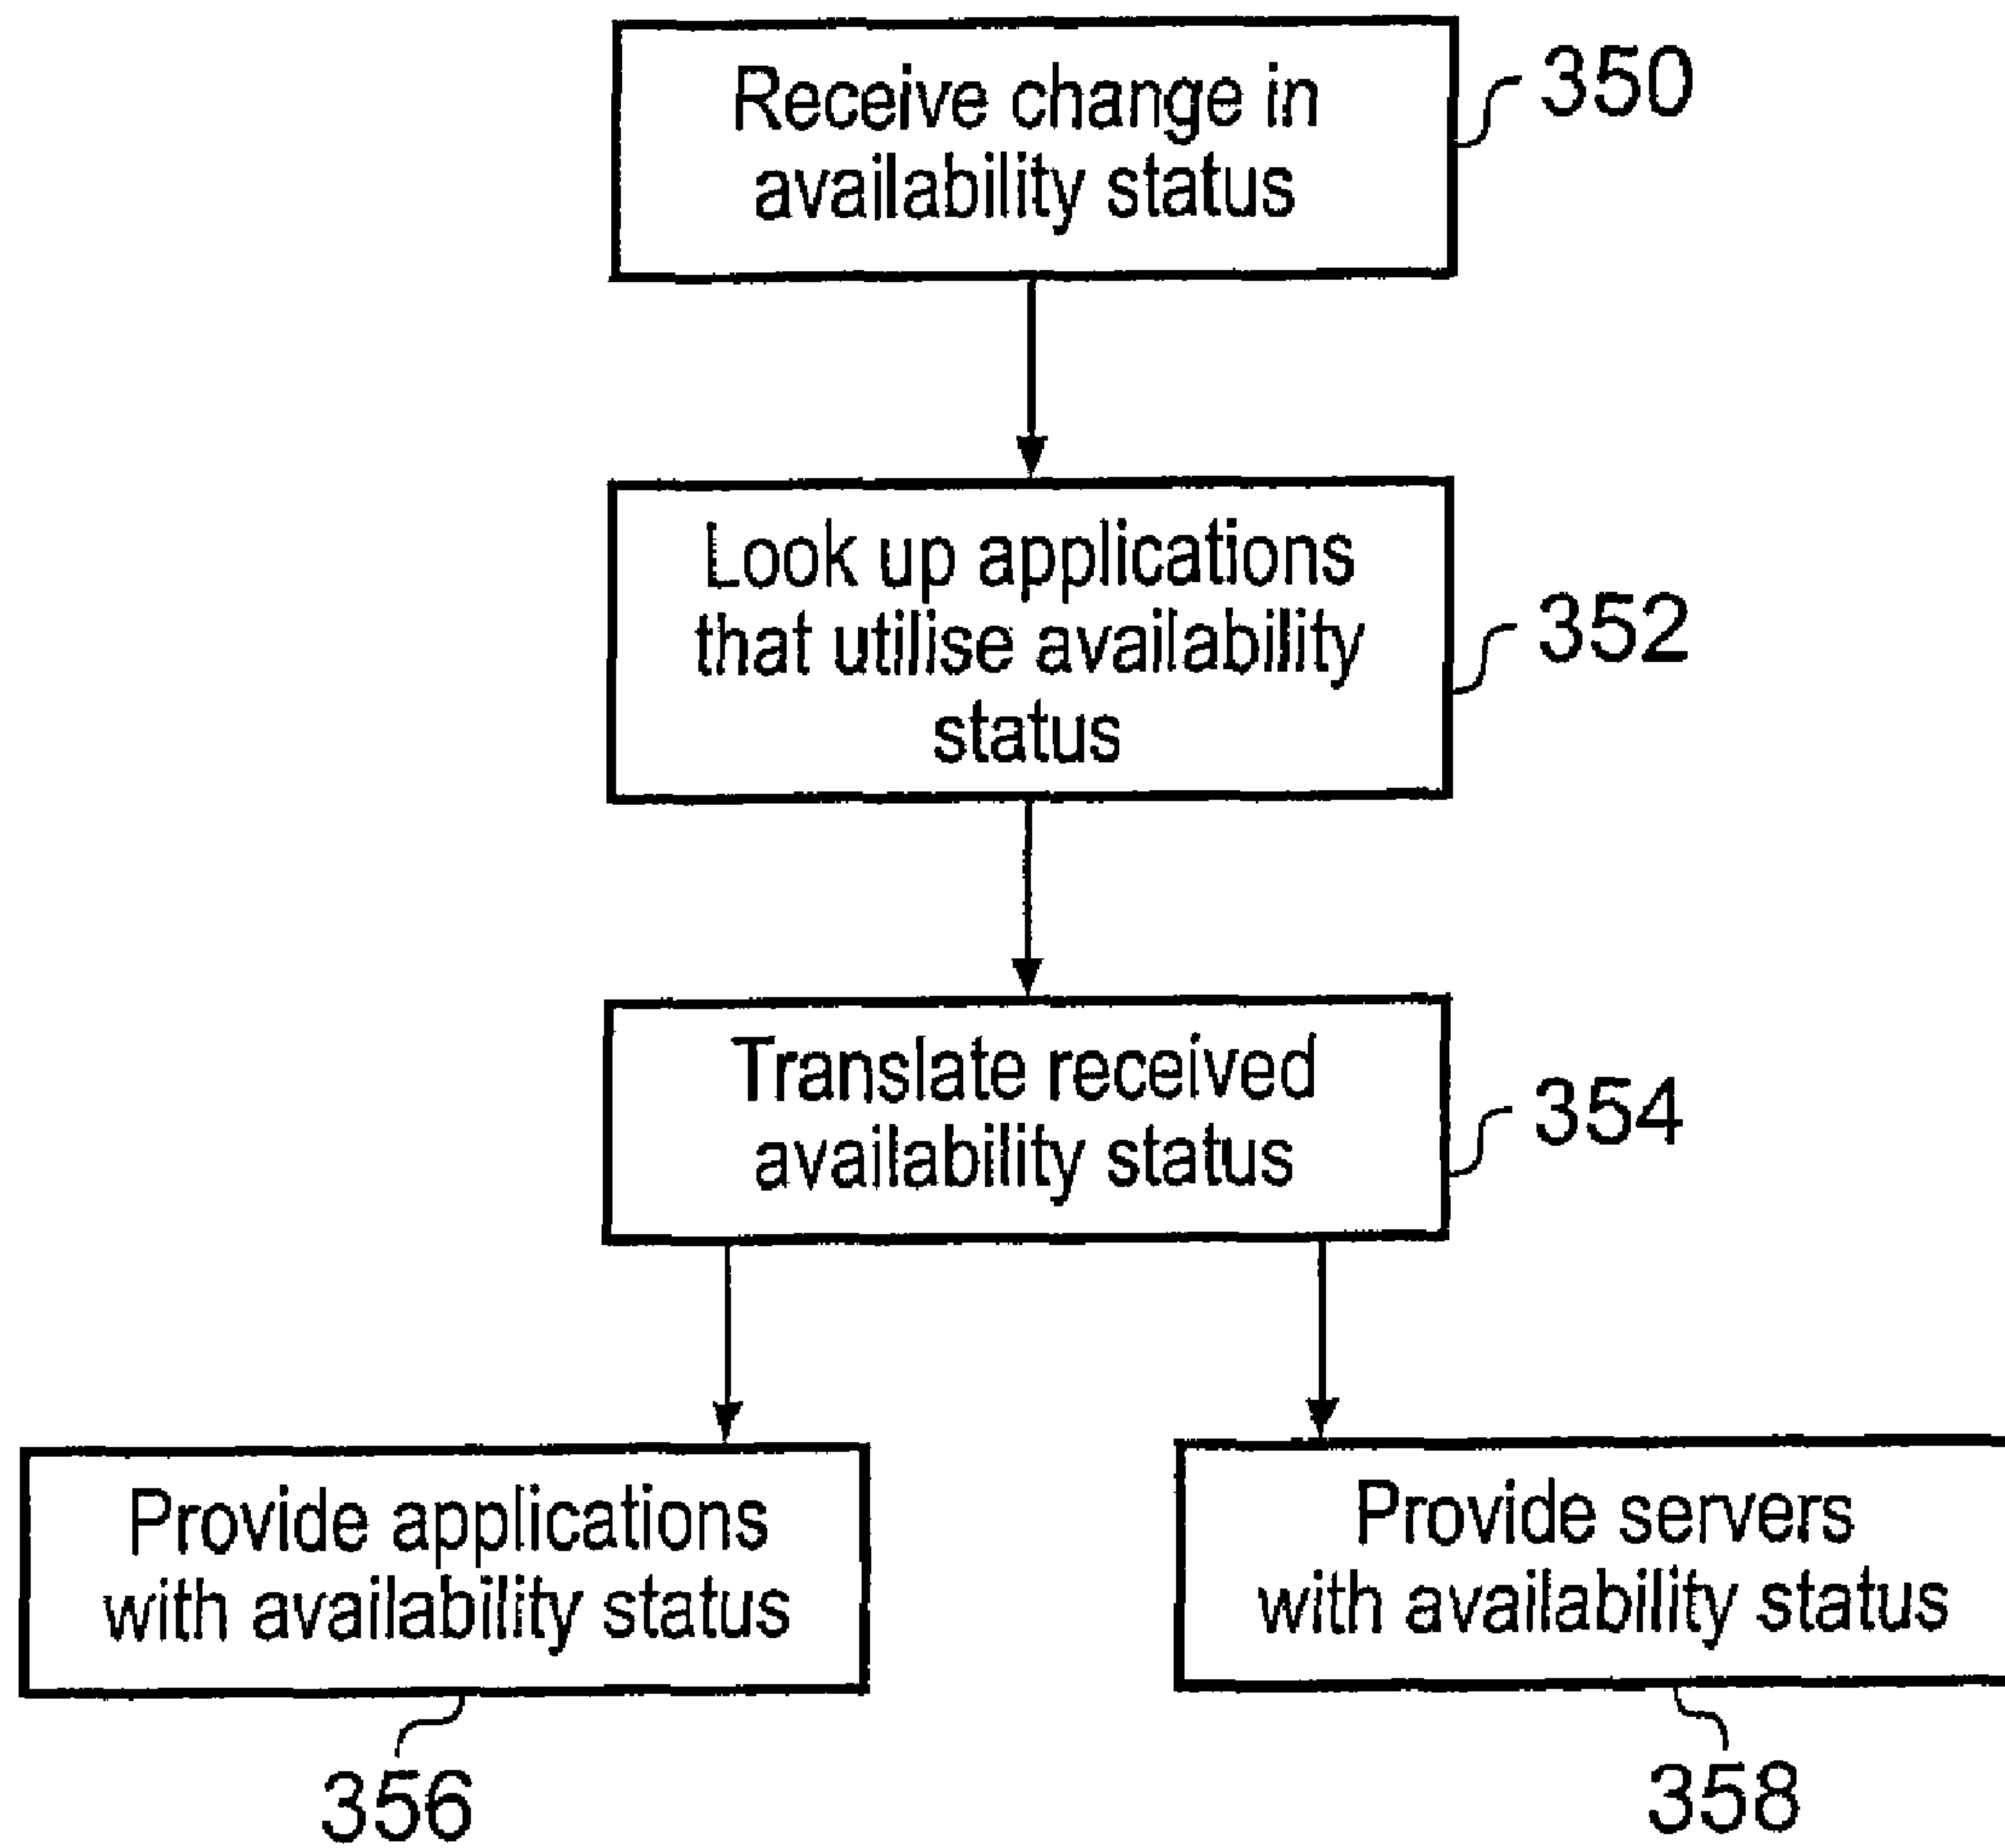 Receive change in
availability status
350
Look up applications
that utilise availability
status
352
Translate received
availability status
354
Provide applications
with availability status
356
Provide servers
with availability status
358